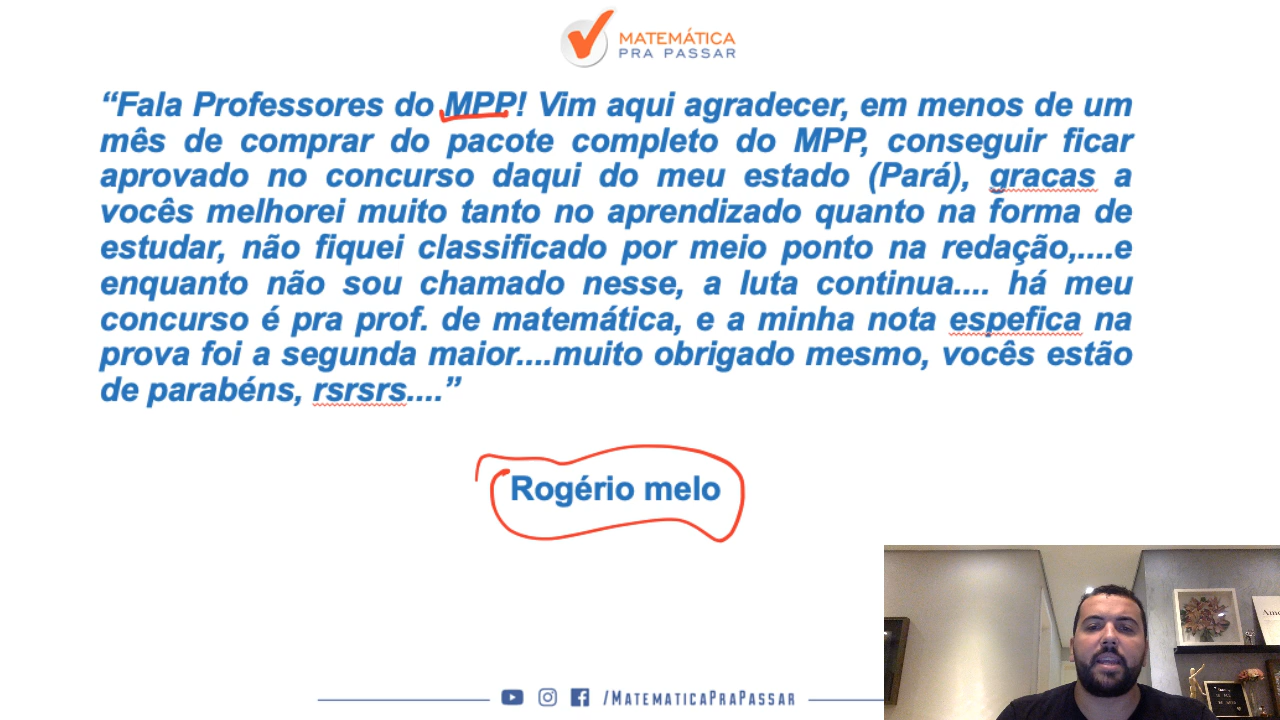 MATEMÁTICA
PRA PASSAR
“Fala Professores do MPP! Vim aqui agradecer, em menos de um
mês de comprar do pacote completo do MPP, conseguir ficar
aprovado no concurso daqui do meu estado (Pará), gracas a
vocês melhorei muito tanto no aprendizado quanto na forma de
estudar, não fiquei classificado por meio ponto na redação,....e
enquanto não sou chamado nesse, a luta continua.... há meu
concurso é pra prof. de matemática, e a minha nota espefica na
prova foi a segunda maior....muito obrigado mesmo, vocês estão
de parabéns, rsrsrs....”
Rogério melo
/MATEMATICAPRAPASSAR